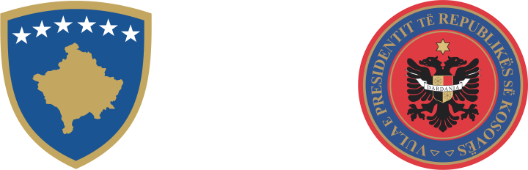 VULA E PRESIDENTIT TË REPUBLIKËS SË KOSOVËS
DARDANIA